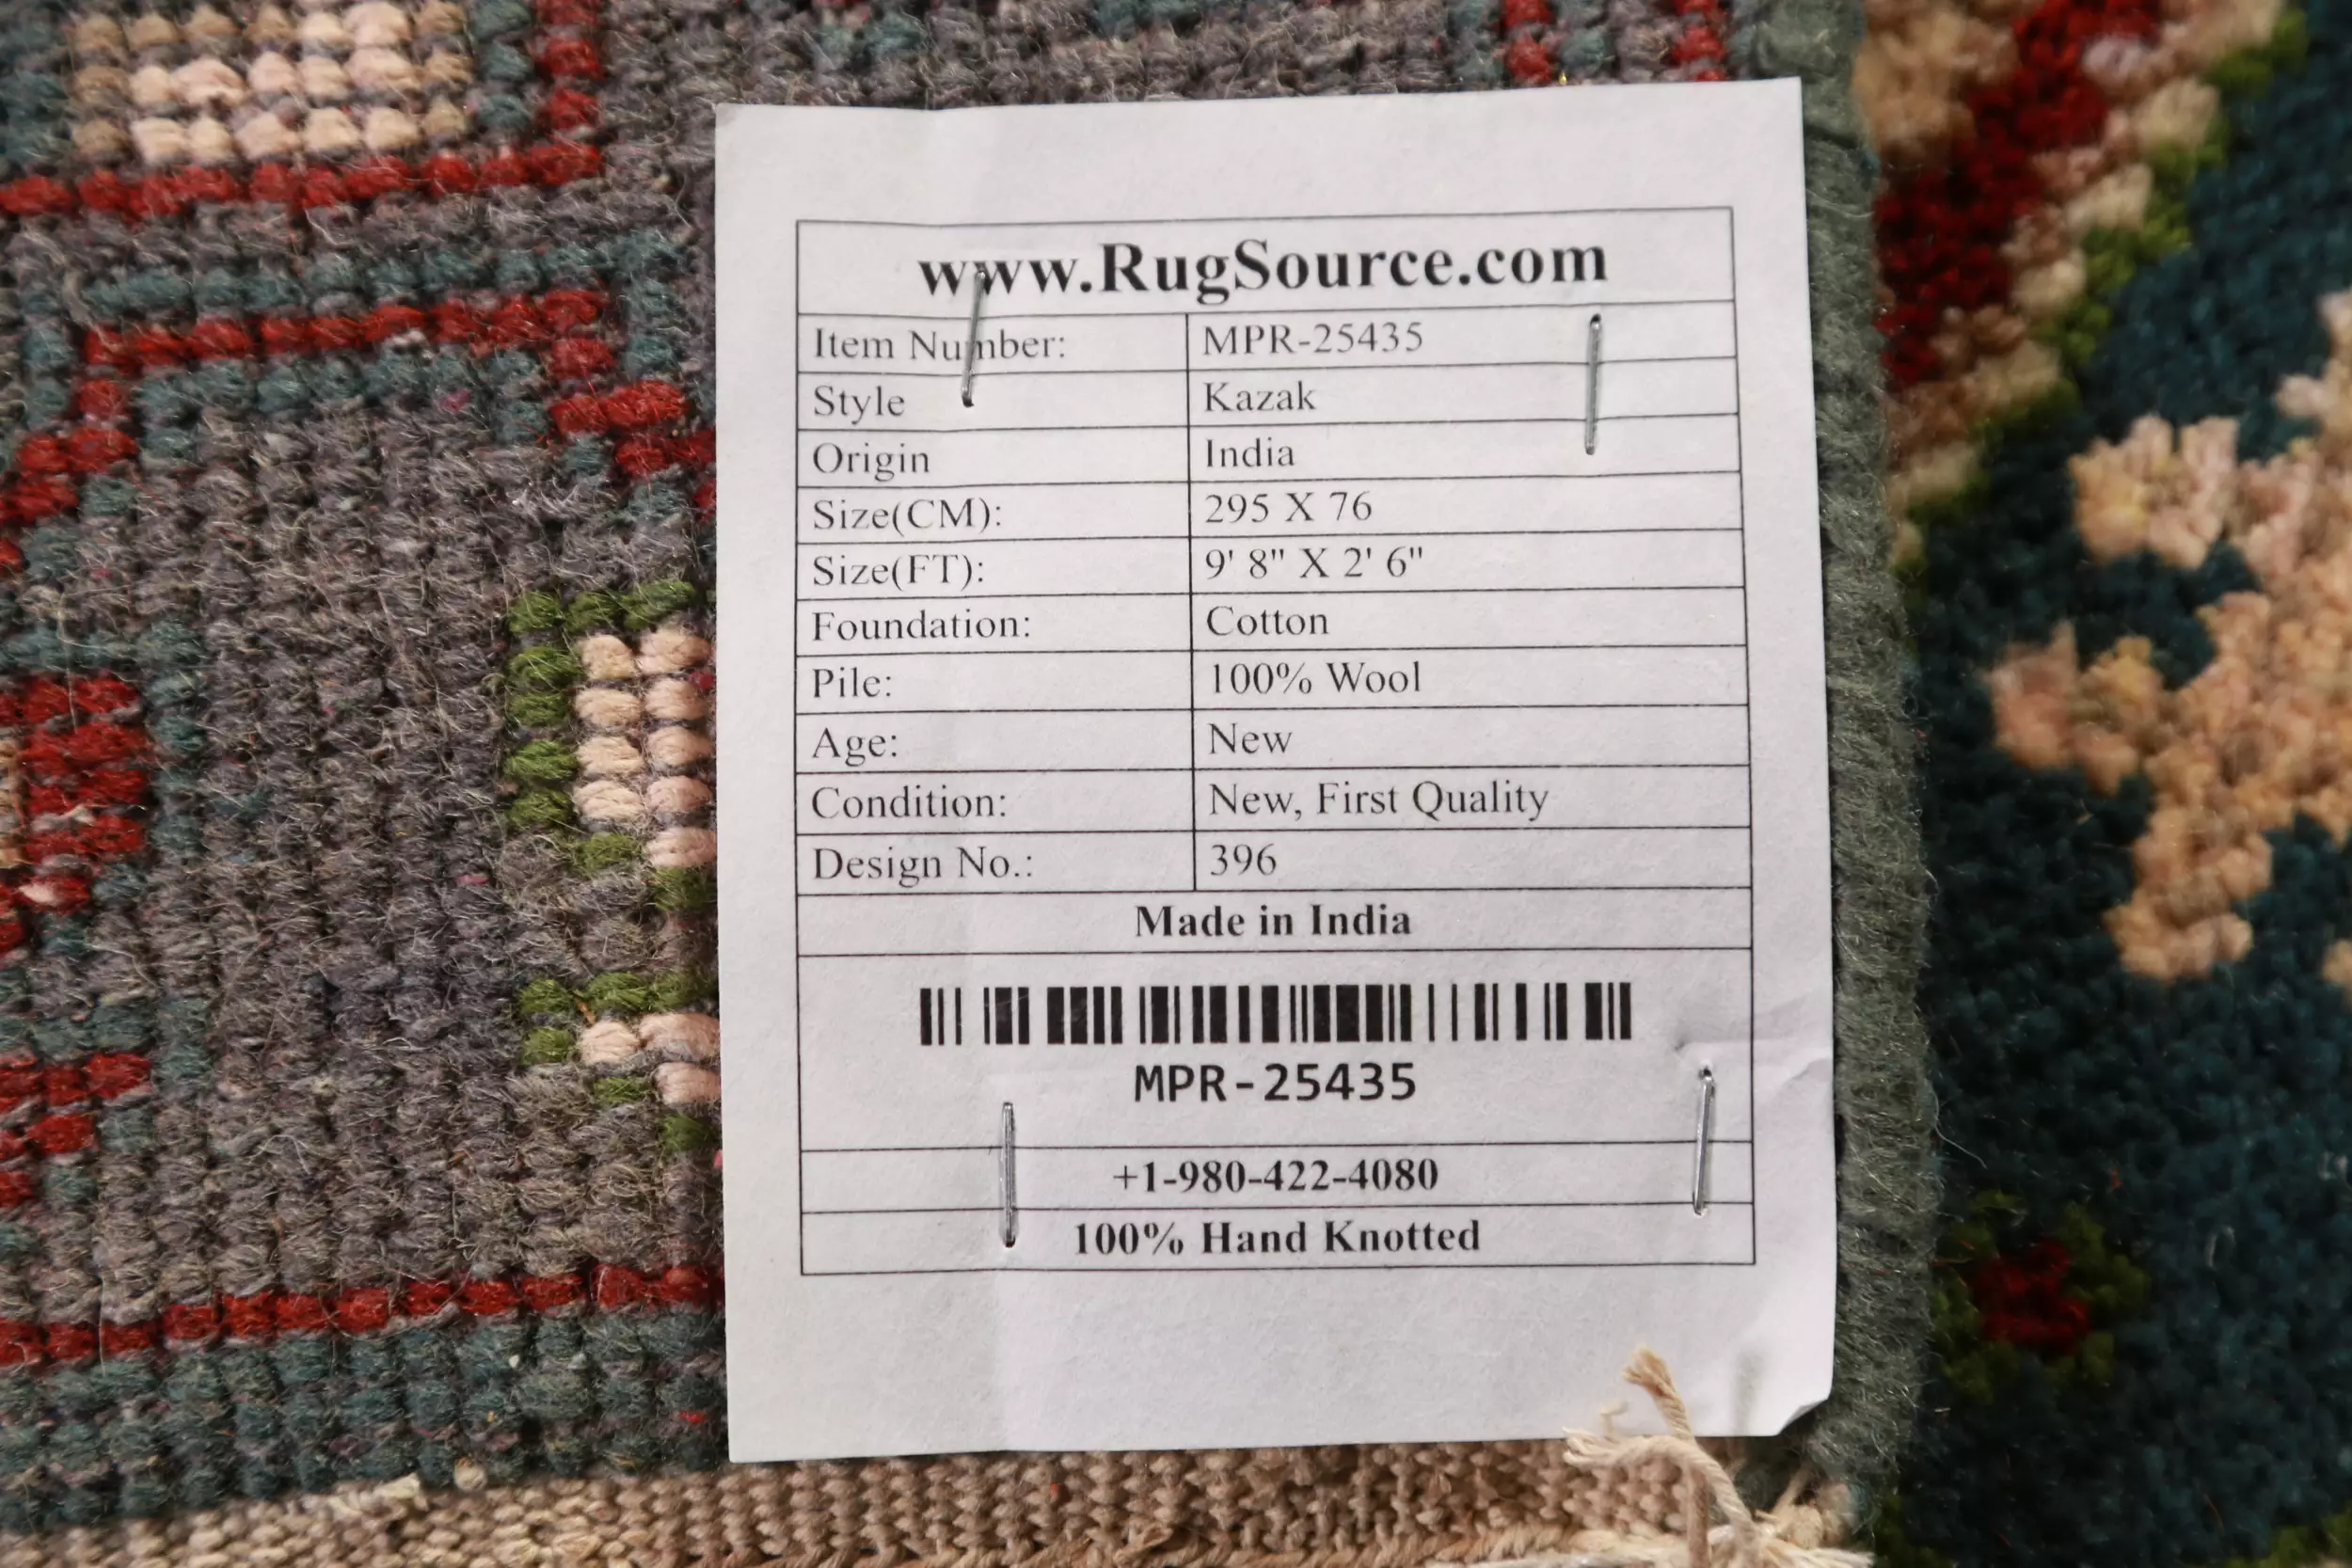 www.RugSource.com
Item Number: MPR-25435
Style Kazak
Origin India
Size(CM): 295 X 76
Size(FT): 9' 8" X 2' 6"
Foundation: Cotton
Pile: 100% Wool
Age: New
Condition: New, First Quality
Design No.: 396
Made in India
MPR-25435
+1-980-422-4080
100% Hand Knotted